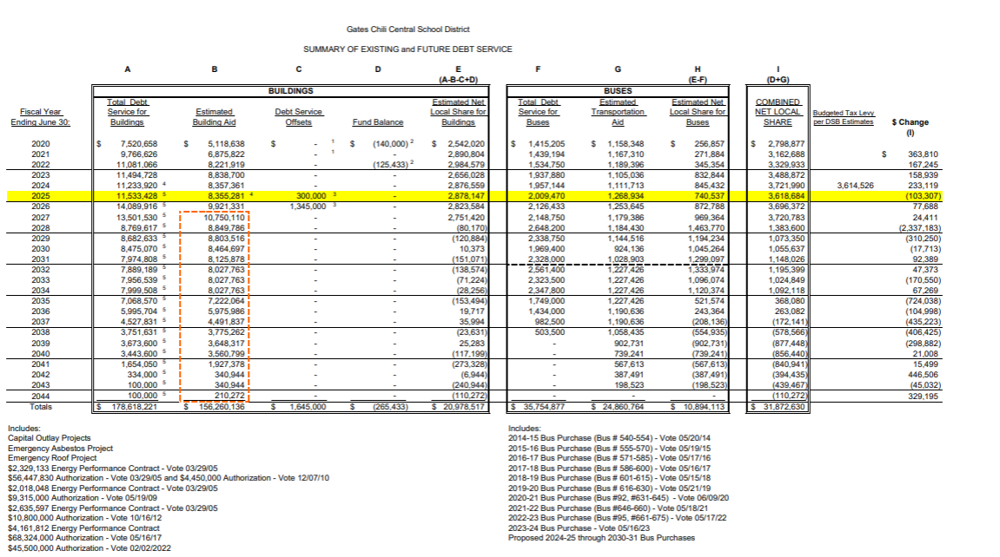 Gates Chili Central School District
SUMMARY OF EXISTING and FUTURE DEBT SERVICE
A B C D E F G H I
(A-B-C+D) (E-F) (D+G)
BUILDINGS BUSES
Total Debt Estimated Net Total Debt Estimated Estimated Net COMBINED
Fiscal Year Service for Estimated Debt Service Local Share for Service for Transportation Local Share for NET LOCAL Budgeted Tax Levy
Ending June 30: Buildings Building Aid Offsets Fund Balance Buildings Buses Aid Buses SHARE per DSB Estimates $ Change
(I)
2020 $ 7,520,658 $ 5,118,638 $ - 1 $ (140,000) 2 $ 2,542,020 $ 1,415,205 $ 1,158,348 $ 256,857 $ 2,798,877
2021 9,766,626 6,875,822 - 1 - 2,890,804 1,439,194 1,167,310 271,884 3,162,688 $ 363,810
2022 11,081,066 8,221,919 - (125,433) 2 2,984,579 1,534,750 1,189,396 345,354 3,329,933 167,245
2023 11,494,728 8,838,700 - - 2,656,028 1,937,880 1,105,036 832,844 3,488,872 158,939
2024 11,233,920 4 8,357,361 - - 2,876,559 1,957,144 1,111,713 845,432 3,721,990 3,614,526 233,119
2025 11,533,428 5 8,355,281 4 300,000 3 - 2,878,147 2,009,470 1,268,934 740,537 3,618,684 (103,307)
2026 14,089,916 5 9,921,331 1,345,000 3 - 2,823,584 2,126,433 1,253,645 872,788 3,696,372 77,688
2027 13,501,530 5 10,750,110 - - 2,751,420 2,148,750 1,179,386 969,364 3,720,783 24,411
2028 8,769,617 5 8,849,786 - - (80,170) 2,648,200 1,184,430 1,463,770 1,383,600 (2,337,183)
2029 8,682,633 5 8,803,516 - - (120,884) 2,338,750 1,144,516 1,194,234 1,073,350 (310,250)
2030 8,475,070 5 8,464,697 - - 10,373 1,969,400 924,136 1,045,264 1,055,637 (17,713)
2031 7,974,808 5 8,125,878 - - (151,071) 2,328,000 1,028,903 1,299,097 1,148,026 92,389
2032 7,889,189 5 8,027,763 - - (138,574) 2,561,400 1,227,426 1,333,974 1,195,399 47,373
2033 7,956,539 5 8,027,763 - - (71,224) 2,323,500 1,227,426 1,096,074 1,024,849 (170,550)
2034 7,999,508 5 8,027,763 - - (28,256) 2,347,800 1,227,426 1,120,374 1,092,118 67,269
2035 7,068,570 5 7,222,064 - - (153,494) 1,749,000 1,227,426 521,574 368,080 (724,038)
2036 5,995,704 5 5,975,986 - - 19,717 1,434,000 1,190,636 243,364 263,082 (104,998)
2037 4,527,831 5 4,491,837 - - 35,994 982,500 1,190,636 (208,136) (172,141) (435,223)
2038 3,751,631 5 3,775,262 - - (23,631) 503,500 1,058,435 (554,935) (578,566) (406,425)
2039 3,673,600 5 3,648,317 - - 25,283 - 902,731 (902,731) (877,448) (298,882)
2040 3,443,600 5 3,560,799 - - (117,199) - 739,241 (739,241) (856,440) 21,008
2041 1,654,050 5 1,927,378 - - (273,328) - 567,613 (567,613) (840,941) 15,499
2042 334,000 5 340,944 - - (6,944) - 387,491 (387,491) (394,435) 446,506
2043 100,000 5 340,944 - - (240,944) - 198,523 (198,523) (439,467) (45,032)
2044 100,000 5 210,272 - - (110,272) - - - (110,272) 329,195
Totals $ 178,618,221 $ 156,260,136 $ 1,645,000 $ (265,433) $ 20,978,517 $ 35,754,877 $ 24,860,764 $ 10,894,113 $ 31,872,630
Includes:
Capital Outlay Projects
Emergency Asbestos Project
Emergency Roof Project
$2,329,133 Energy Performance Contract - Vote 03/29/05
$56,447,830 Authorization - Vote 03/29/05 and $4,450,000 Authorization - Vote 12/07/10
$2,018,048 Energy Performance Contract - Vote 03/29/05
$9,315,000 Authorization - Vote 05/19/09
$2,635,597 Energy Performance Contract - Vote 03/29/05
$10,800,000 Authorization - Vote 10/16/12
$4,161,812 Energy Performance Contract
$68,324,000 Authorization - Vote 05/16/17
$45,500,000 Authorization - Vote 02/02/2022
Includes:
2014-15 Bus Purchase (Bus # 540-554) - Vote 05/20/14
2015-16 Bus Purchase (Bus # 555-570) - Vote 05/19/15
2016-17 Bus Purchase (Bus # 571-585) - Vote 05/17/16
2017-18 Bus Purchase (Bus # 586-600) - Vote 05/16/17
2018-19 Bus Purchase (Bus # 601-615) - Vote 05/15/18
2019-20 Bus Purchase (Bus # 616-630) - Vote 05/21/19
2020-21 Bus Purchase (Bus #92, #631-645) - Vote 06/09/20
2021-22 Bus Purchase (Bus #646-660) - Vote 05/18/21
2022-23 Bus Purchase (Bus #95, #661-675) - Vote 05/17/22
2023-24 Bus Purchase - Vote 05/16/23
Proposed 2024-25 through 2030-31 Bus Purchases